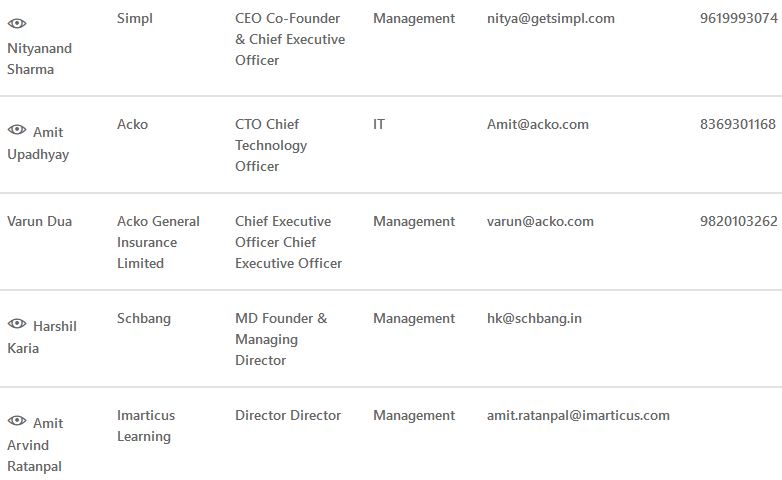 Nityanand Sharma Simpl CEO Co-Founder & Chief Executive Officer Management nitya@getsimpl.com 9619993074
Amit Upadhyay Acko CTO Chief Technology Officer IT Amit@acko.com 8369301168
Varun Dua Acko General Insurance Limited Chief Executive Officer Chief Executive Officer Management varun@acko.com 9820103262
Harshil Karia Schbang MD Founder & Managing Director Management hk@schbang.in
Amit Arvind Ratanpal Imarticus Learning Director Director Management amit.ratanpal@imarticus.com